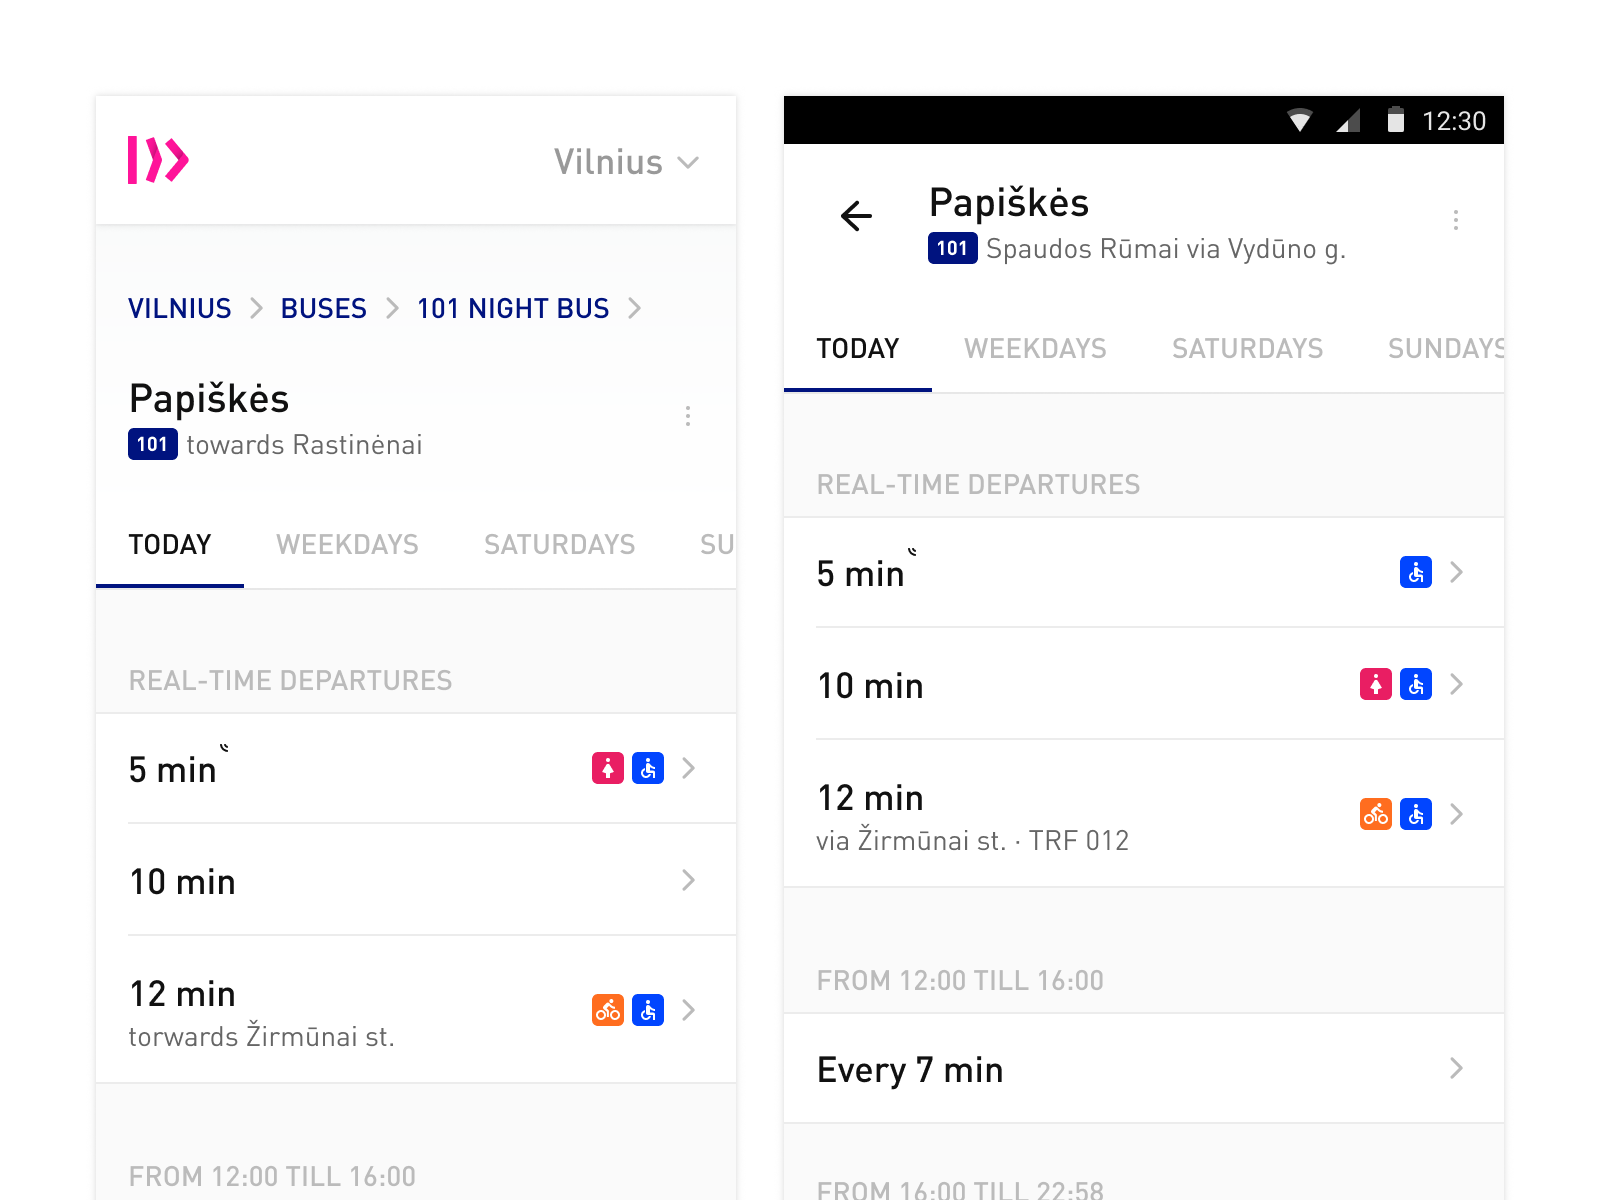 Vilnius
VILNIUS BUSES 101 NIGHT BUS
Papiškės
101 towards Rastinėnai
TODAY WEEKDAYS SATURDAYS SU
REAL-TIME DEPARTURES
5 min
10 min
12 min
torwards Žirmūnai st.
FROM 12:00 TILL 16:00
12:30
Papiškės
101 Spaudos Rūmai via Vydūno g.
TODAY WEEKDAYS SATURDAYS SUNDAYS
REAL-TIME DEPARTURES
5 min
10 min
12 min
via Žirmūnai st. · TRF 012
FROM 12:00 TILL 16:00
Every 7 min
FROM 16:00 TILL 22:58